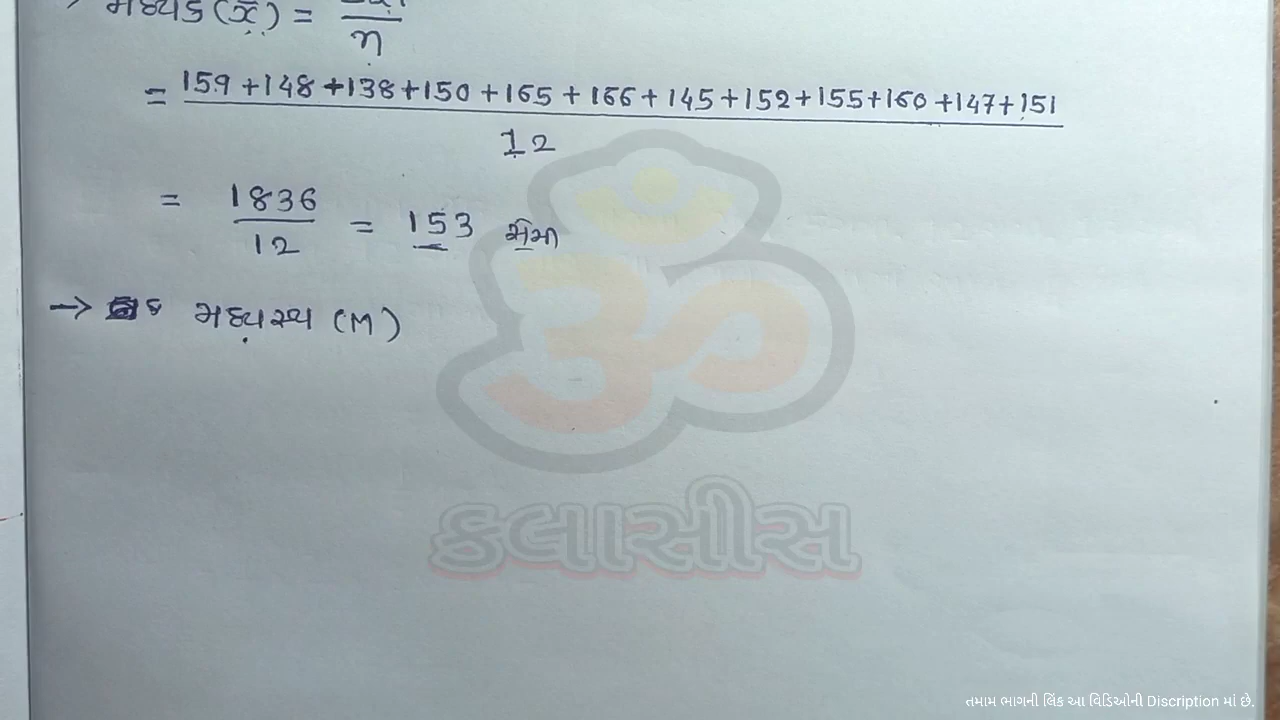 મધ્યક (x̄) = Σxi / n
= 159 + 148 + 138 + 150 + 165 + 166 + 145 + 152 + 155 + 160 + 147 + 151 / 12
= 1836 / 12 = 153 સેમી
→ મધ્યસ્થ (M)
ૐ
ક્લાસીસ
તમામ ભાગની લિંક આ વિડિઓની Discription માં છે.